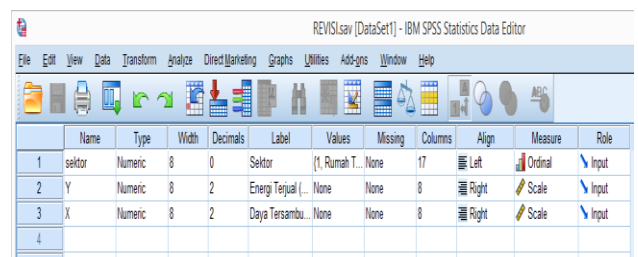 REVISI.sav [DataSet1] - IBM SPSS Statistics Data Editor
File Edit View Data Transform Analyze Direct Marketing Graphs Utilities Add-ons Window Help
Name Type Width Decimals Label Values Missing Columns Align Measure Role
1 sektor Numeric 8 0 Sektor {1, Rumah T... None 17 Left Ordinal Input
2 Y Numeric 8 2 Energi Terjual (... None None 8 Right Scale Input
3 X Numeric 8 2 Daya Tersambu... None None 8 Right Scale Input
4